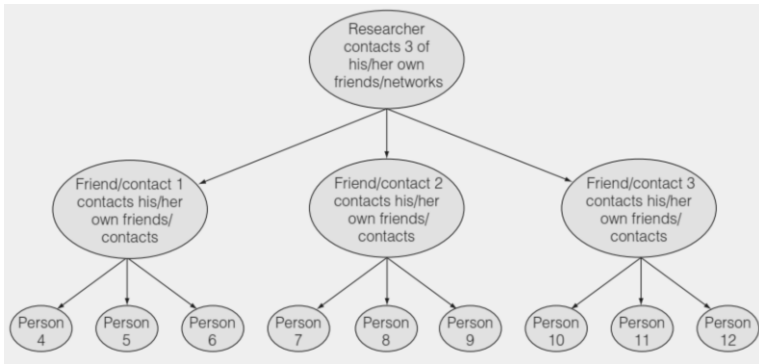 Researcher
contacts 3 of
his/her own
friends/networks
Friend/contact 1
contacts his/her
own friends/
contacts
Friend/contact 2
contacts his/her
own friends/
contacts
Friend/contact 3
contacts his/her
own friends/
contacts
Person
4
Person
5
Person
6
Person
7
Person
8
Person
9
Person
10
Person
11
Person
12